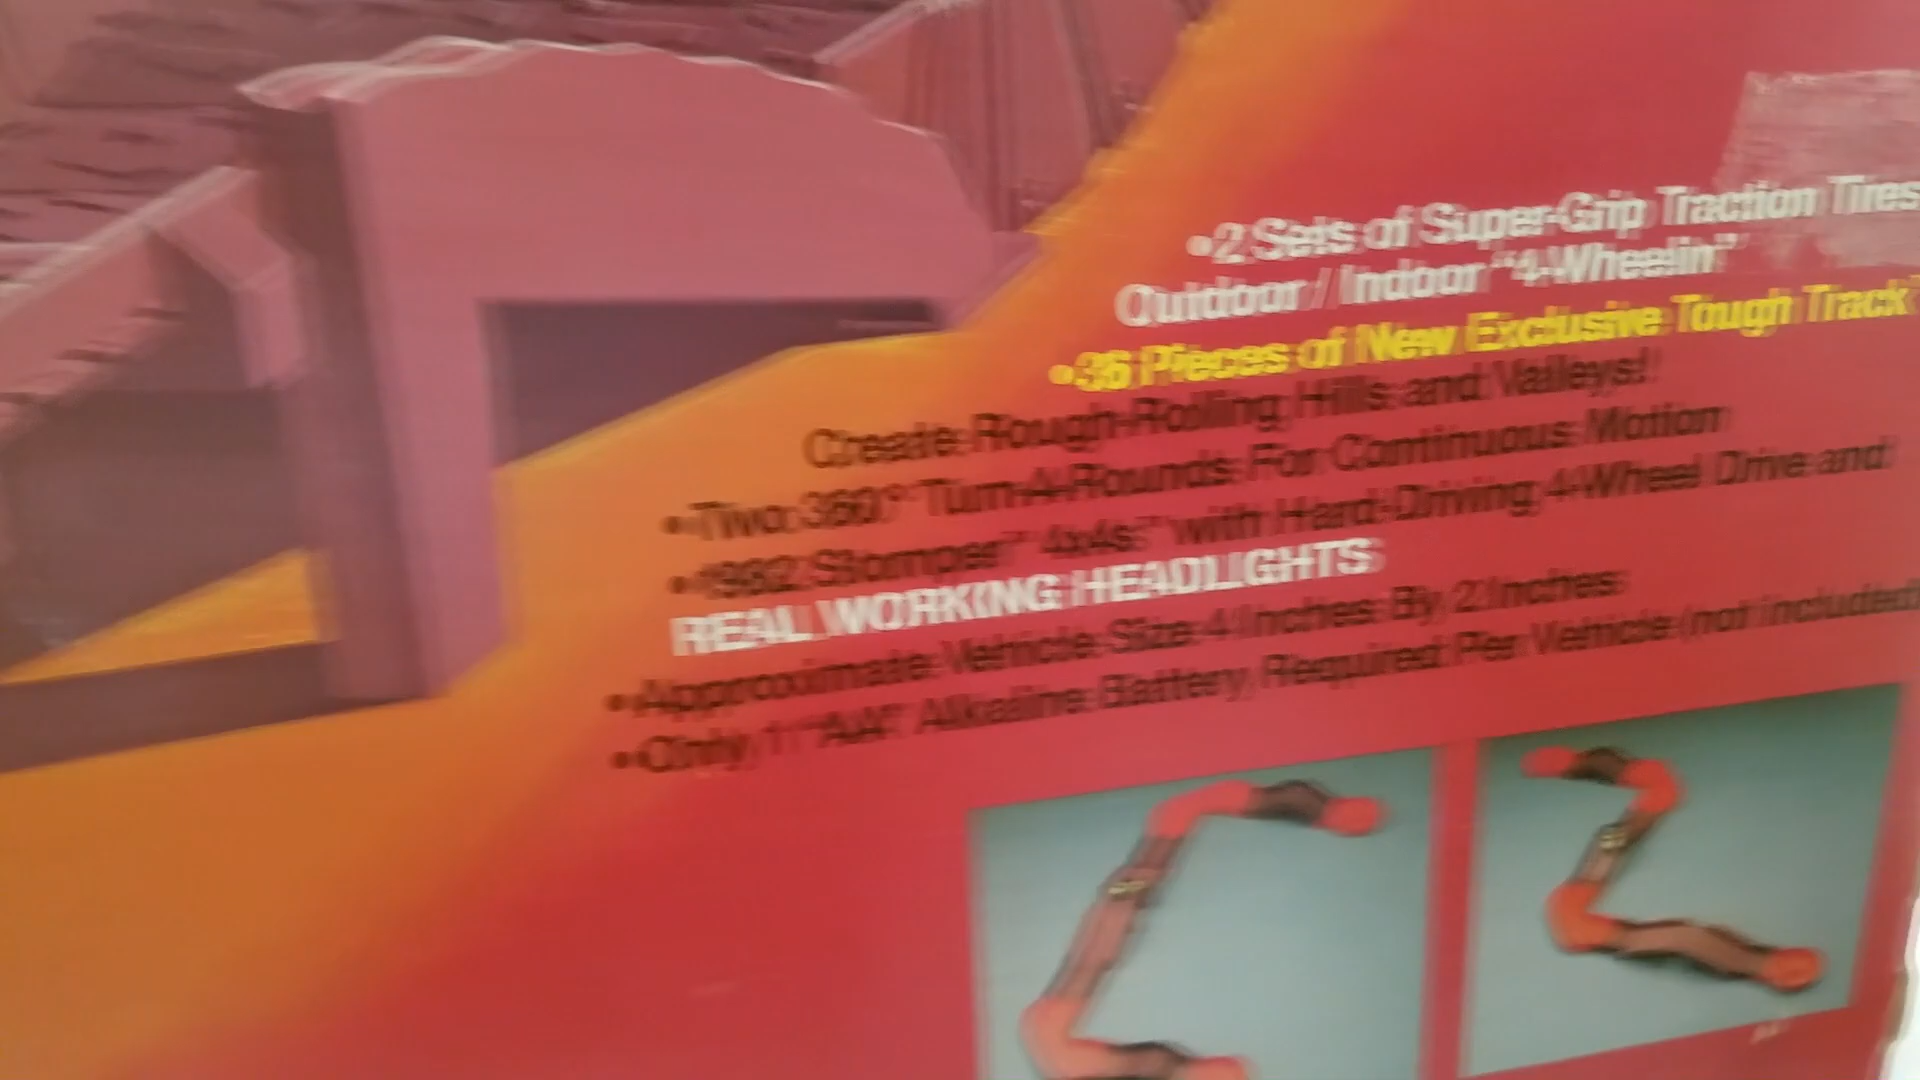 •2 Sets of Super-Grip Traction Tires
Outdoor / Indoor "4-Wheelin"
•36 Pieces of New Exclusive Tough Track
Create Rough-Rolling Hills and Valleys!
•Two 360° Turn-A-Rounds For Continuous Motion
•1982 Stomper™ 4x4s™ with Hard-Driving 4-Wheel Drive and
REAL WORKING HEADLIGHTS
•Approximate Vehicle Size 4 Inches By 2 Inches
•Only 1 "AA" Alkaline Battery Required Per Vehicle (not included